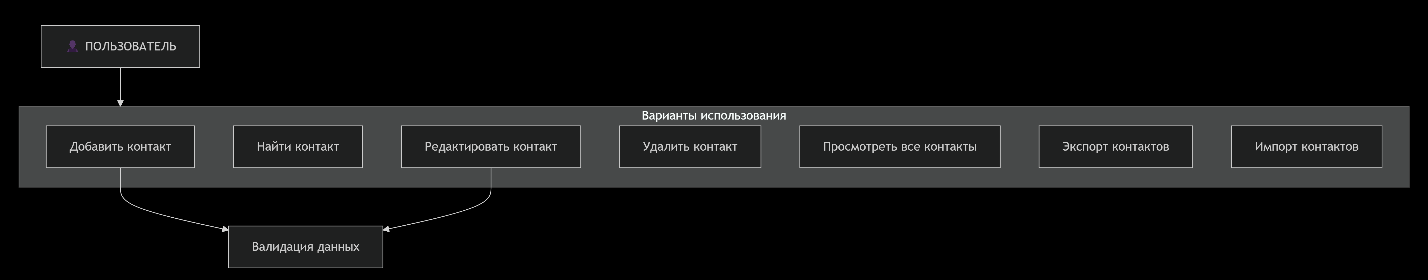 ПОЛЬЗОВАТЕЛЬ
Варианты использования
Добавить контакт
Найти контакт
Редактировать контакт
Удалить контакт
Просмотреть все контакты
Экспорт контактов
Импорт контактов
Валидация данных